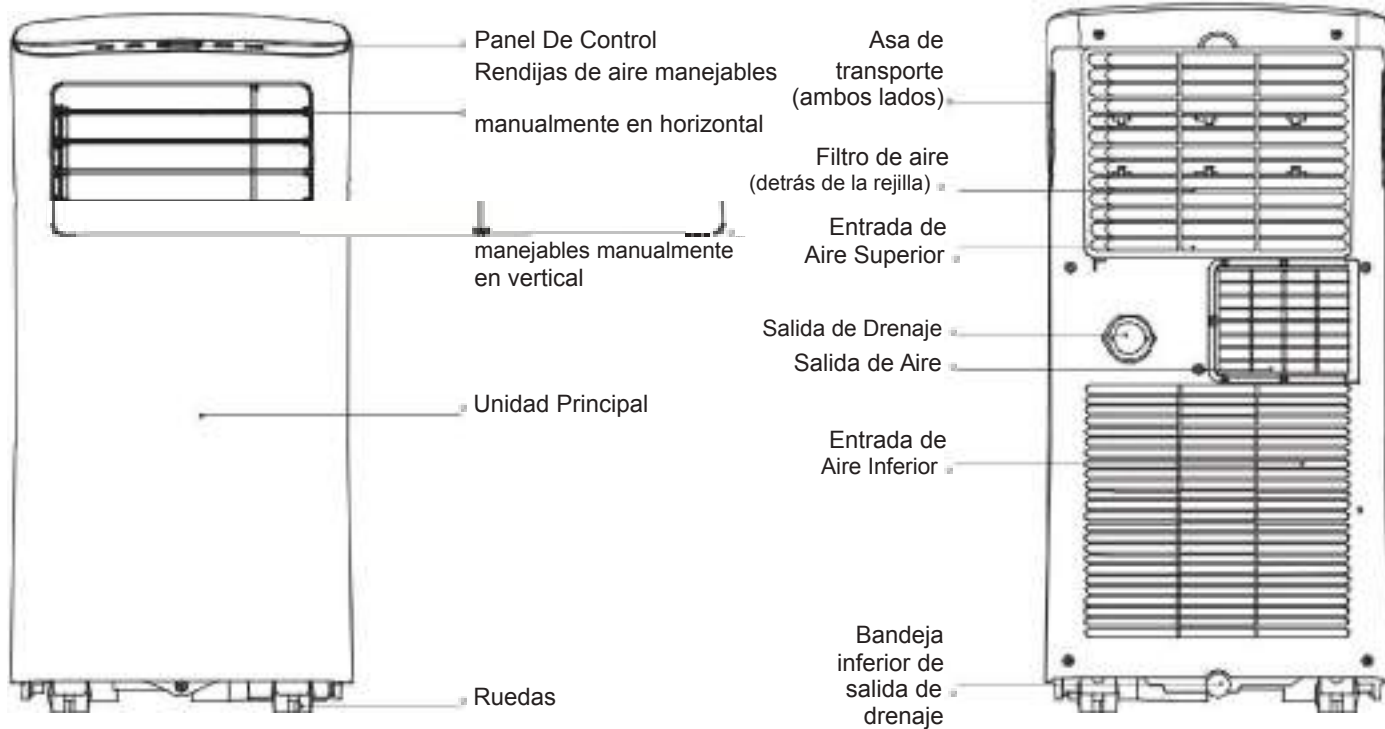 Panel De Control
Rendijas de aire manejables
manualmente en horizontal
manejables manualmente
en vertical
Unidad Principal
Ruedas
Asa de
transporte
(ambos lados)
Filtro de aire
(detrás de la rejilla)
Entrada de
Aire Superior
Salida de Drenaje
Salida de Aire
Entrada de
Aire Inferior
Bandeja
inferior de
salida de
drenaje